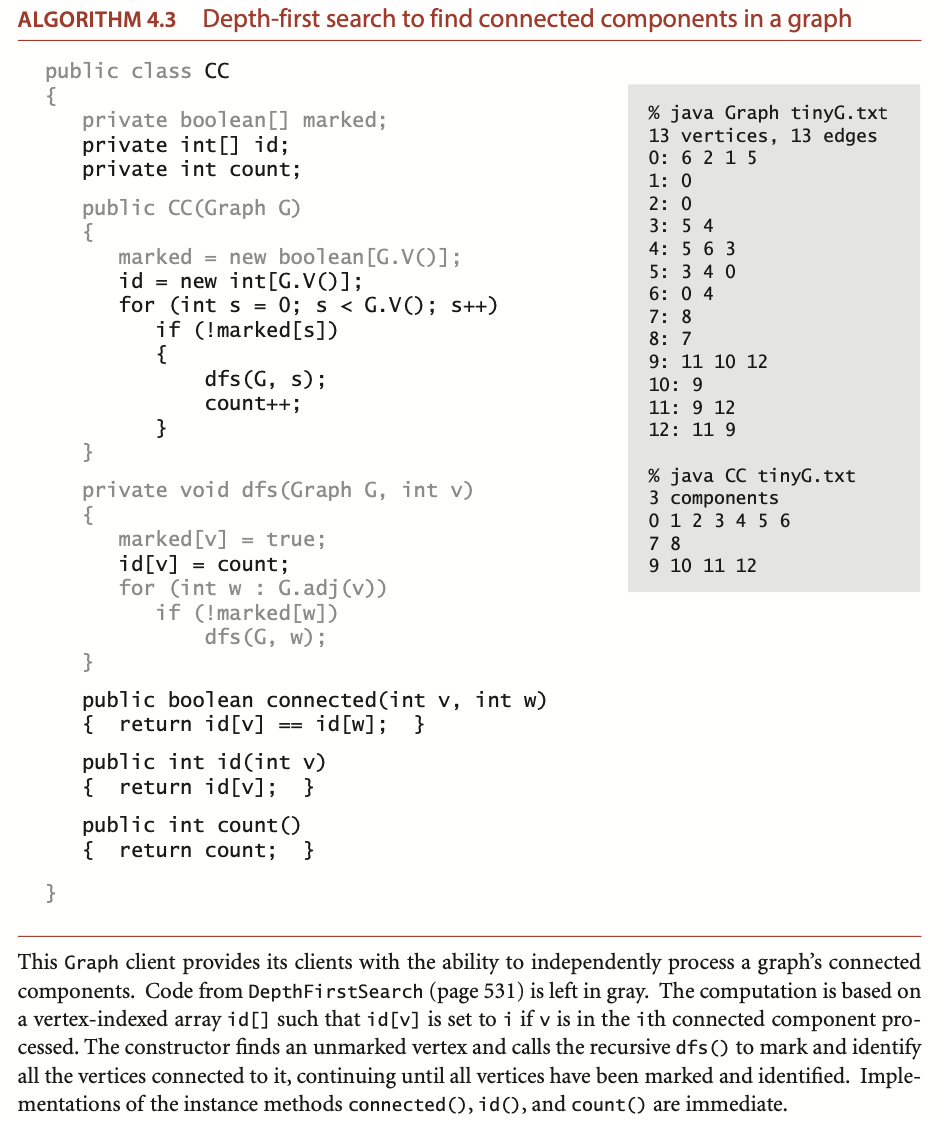 ALGORITHM 4.3 Depth-first search to find connected components in a graph
public class CC
{
private boolean[] marked;
private int[] id;
private int count;
public CC(Graph G)
{
marked = new boolean[G.V()];
id = new int[G.V()];
for (int s = 0; s < G.V(); s++)
if (!marked[s])
{
dfs(G, s);
count++;
}
}
private void dfs(Graph G, int v)
{
marked[v] = true;
id[v] = count;
for (int w : G.adj(v))
if (!marked[w])
dfs(G, w);
}
public boolean connected(int v, int w)
{ return id[v] == id[w]; }
public int id(int v)
{ return id[v]; }
public int count()
{ return count; }
}
% java Graph tinyG.txt
13 vertices, 13 edges
0: 6 2 1 5
1: 0
2: 0
3: 5 4
4: 5 6 3
5: 3 4 0
6: 0 4
7: 8
8: 7
9: 11 10 12
10: 9
11: 9 12
12: 11 9
% java CC tinyG.txt
3 components
0 1 2 3 4 5 6
7 8
9 10 11 12
This Graph client provides its clients with the ability to independently process a graph's connected
components. Code from DepthFirstSearch (page 531) is left in gray. The computation is based on
a vertex-indexed array id[] such that id[v] is set to i if v is in the ith connected component pro-
cessed. The constructor finds an unmarked vertex and calls the recursive dfs() to mark and identify
all the vertices connected to it, continuing until all vertices have been marked and identified. Imple-
mentations of the instance methods connected(), id(), and count() are immediate.